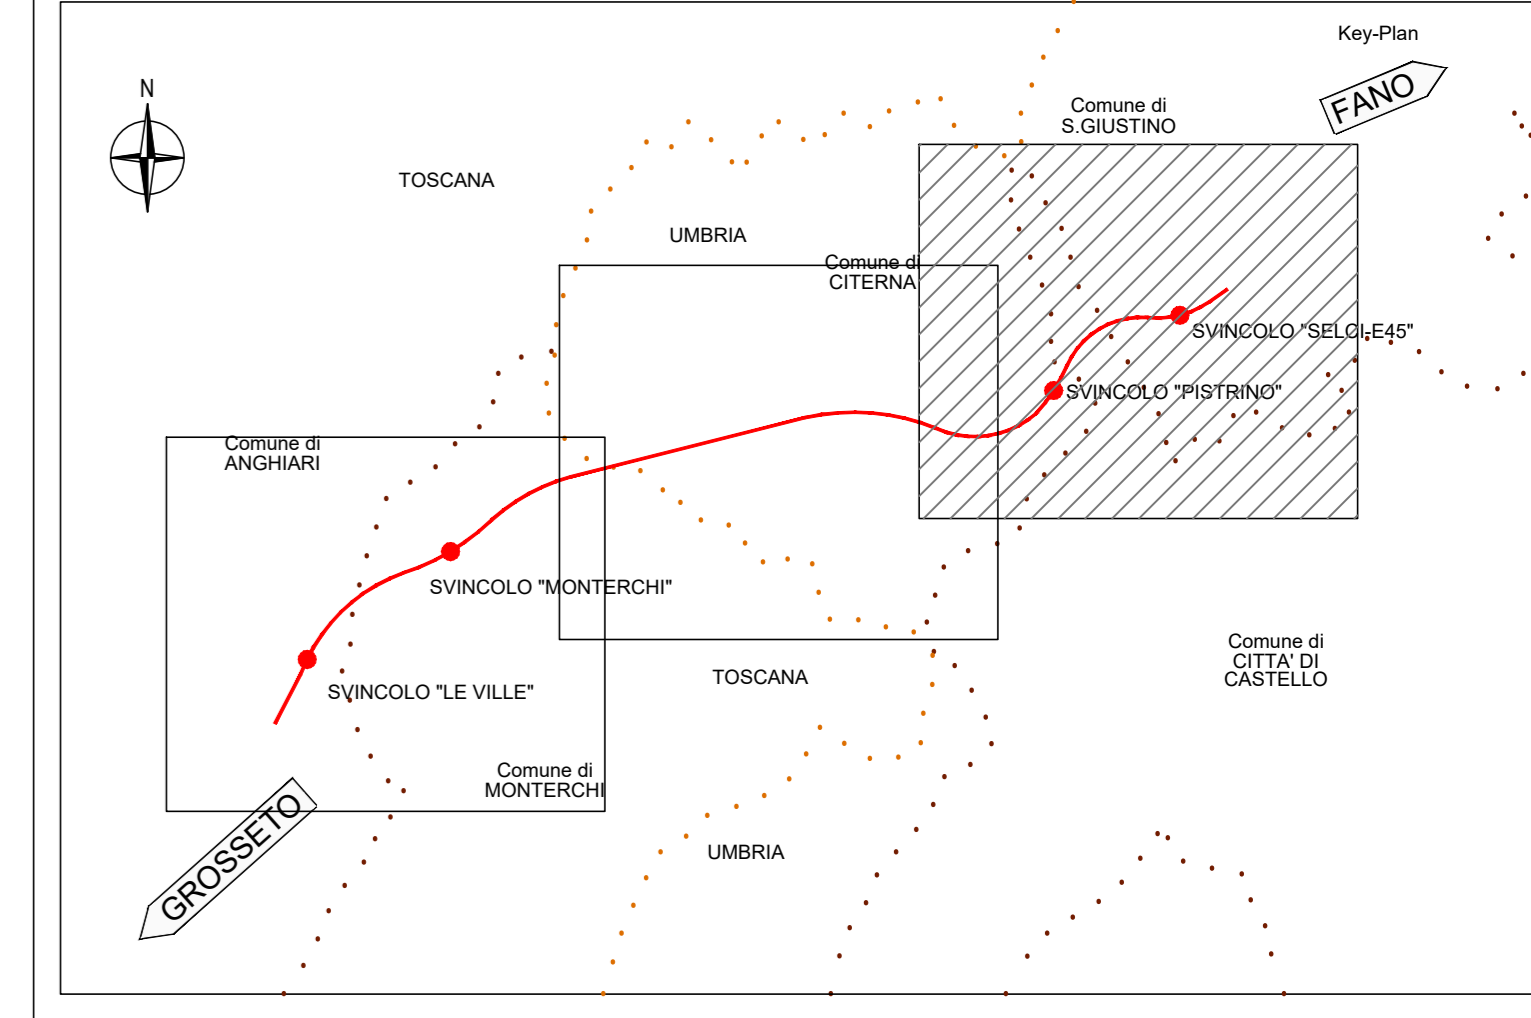 Key-Plan
FANO
N
Comune di
S.GIUSTINO
TOSCANA
UMBRIA
Comune di
CITERNA
SVINCOLO "SELCI-E45"
SVINCOLO "PISTRINO"
Comune di
ANGHIARI
SVINCOLO "MONTERCHI"
Comune di
CITTA' DI
CASTELLO
TOSCANA
SVINCOLO "LE VILLE"
Comune di
MONTERCHI
GROSSETO
UMBRIA